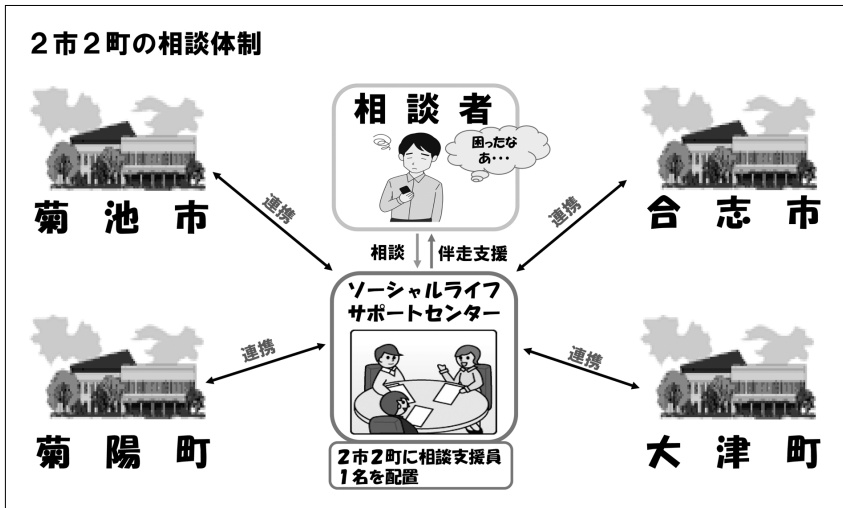 2市2町の相談体制
相談者
困ったな
あ・・・
菊池市
合志市
連携
連携
相談
伴走支援
ソーシャルライフ
サポートセンター
連携
連携
菊陽町
大津町
2市2町に相談支援員
1名を配置